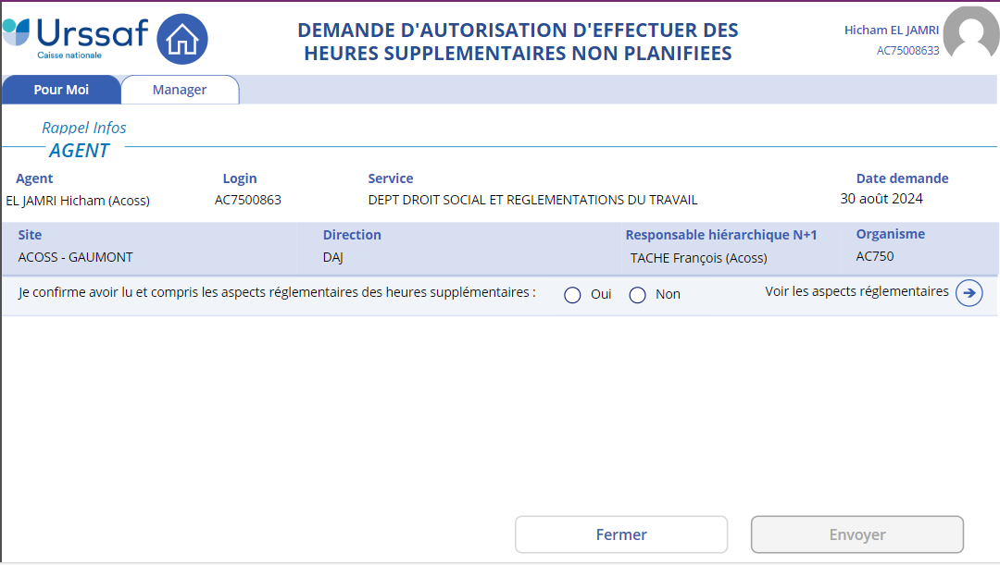 Urssaf
Caisse nationale
DEMANDE D'AUTORISATION D'EFFECTUER DES
HEURES SUPPLEMENTAIRES NON PLANIFIEES
Hicham EL JAMRI
AC75008633
Pour Moi
Manager
Rappel Infos
AGENT
Agent Login Service Date demande
EL JAMRI Hicham (Acoss) AC7500863 DEPT DROIT SOCIAL ET REGLEMENTATIONS DU TRAVAIL 30 août 2024
Site Direction Responsable hiérarchique N+1 Organisme
ACOSS - GAUMONT DAJ TACHE François (Acoss) AC750
Je confirme avoir lu et compris les aspects réglementaires des heures supplémentaires : Oui Non Voir les aspects réglementaires
Fermer Envoyer